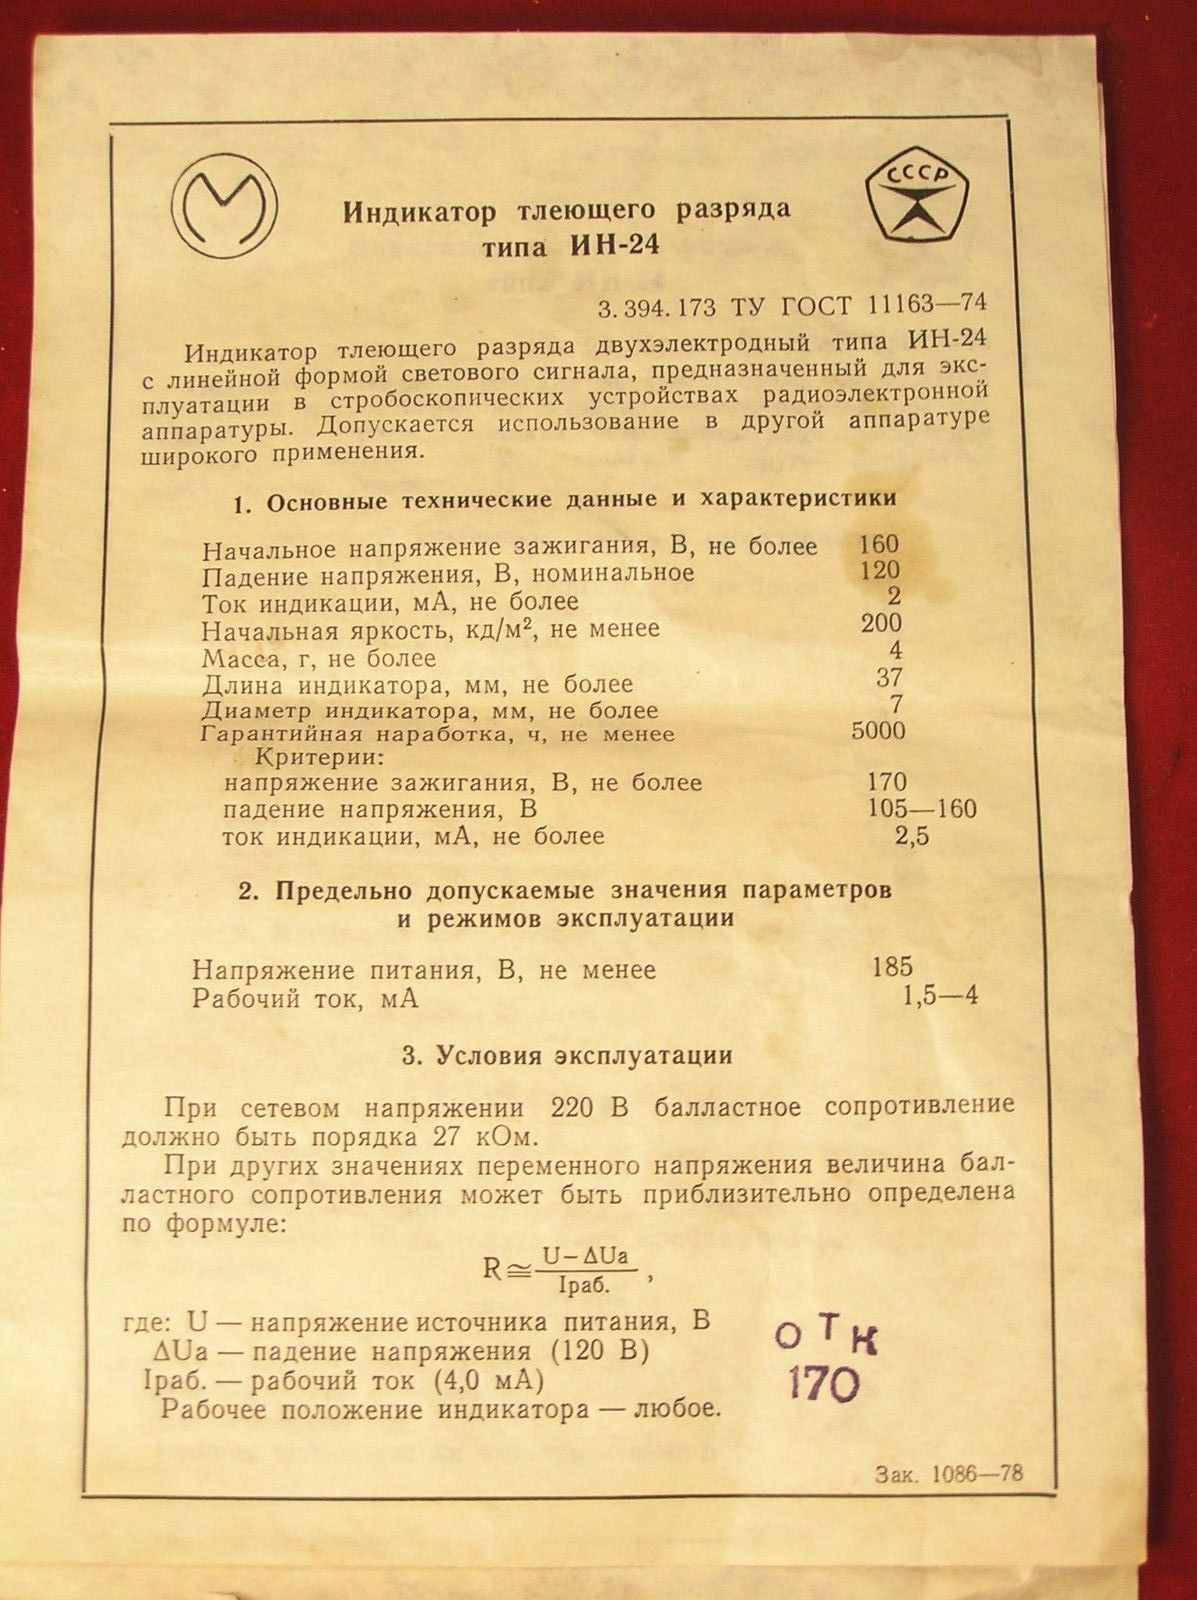 СССР
Индикатор тлеющего разряда
типа ИН-24
3.394.173 ТУ ГОСТ 11163—74
Индикатор тлеющего разряда двухэлектродный типа ИН-24
с линейной формой светового сигнала, предназначенный для экс-
плуатации в стробоскопических устройствах радиоэлектронной
аппаратуры. Допускается использование в другой аппаратуре
широкого применения.
1. Основные технические данные и характеристики
Начальное напряжение зажигания, В, не более 160
Падение напряжения, В, номинальное 120
Ток индикации, мА, не более 2
Начальная яркость, кд/м², не менее 200
Масса, г, не более 4
Длина индикатора, мм, не более 37
Диаметр индикатора, мм, не более 7
Гарантийная наработка, ч, не менее 5000
Критерии:
напряжение зажигания, В, не более 170
падение напряжения, В 105—160
ток индикации, мА, не более 2,5
2. Предельно допускаемые значения параметров
и режимов эксплуатации
Напряжение питания, В, не менее 185
Рабочий ток, мА 1,5—4
3. Условия эксплуатации
При сетевом напряжении 220 В балластное сопротивление
должно быть порядка 27 кОм.
При других значениях переменного напряжения величина бал-
ластного сопротивления может быть приблизительно определена
по формуле:
R ≅ (U − ΔUa) / Iраб. ,
где: U — напряжение источника питания, В
ΔUa — падение напряжения (120 В)
Iраб. — рабочий ток (4,0 мА)
Рабочее положение индикатора — любое.
ОТК
170
Зак. 1086—78